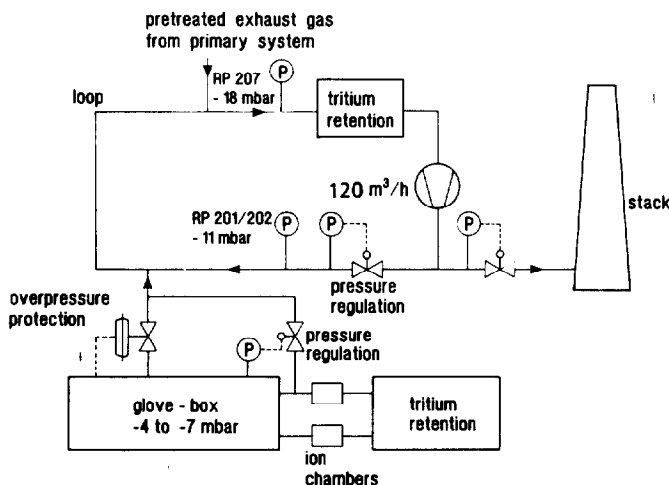 pretreated exhaust gas
from primary system
RP 207
- 18 mbar
P
loop
tritium
retention
120 m³/h
stack
RP 201/202
- 11 mbar
P
P
P
pressure
regulation
overpressure
protection
pressure
regulation
P
glove - box
-4 to -7 mbar
tritium
retention
ion
chambers